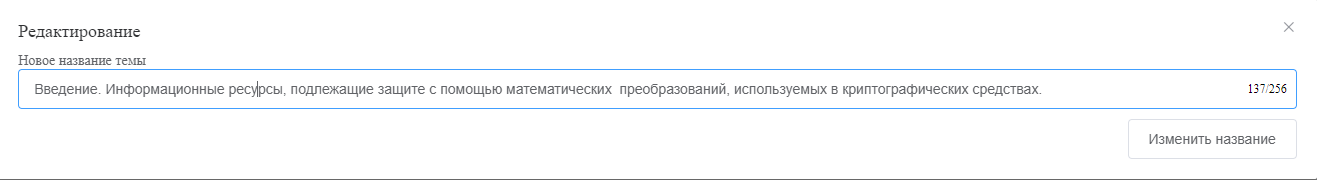 Редактирование
Новое название темы
Введение. Информационные ресурсы, подлежащие защите с помощью математических  преобразований, используемых в криптографических средствах.
137/256
Изменить название